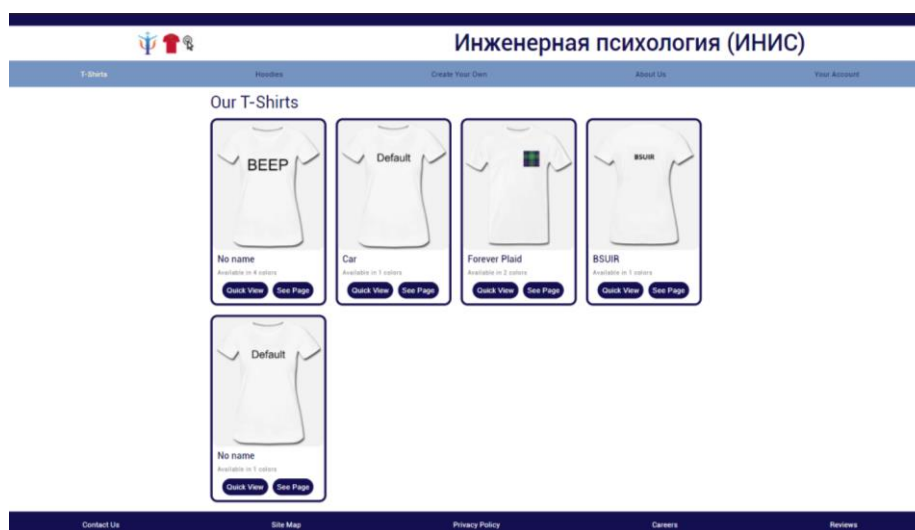 Инженерная психология (ИНИС)
T-Shirts Hoodies Create Your Own About Us Your Account
Our T-Shirts
BEEP
Default
BSUIR
No name
Available in 4 colors
Quick View See Page
Car
Available in 1 colors
Quick View See Page
Forever Plaid
Available in 2 colors
Quick View See Page
BSUIR
Available in 1 colors
Quick View See Page
Default
No name
Available in 1 colors
Quick View See Page
Contact Us Site Map Privacy Policy Careers Reviews